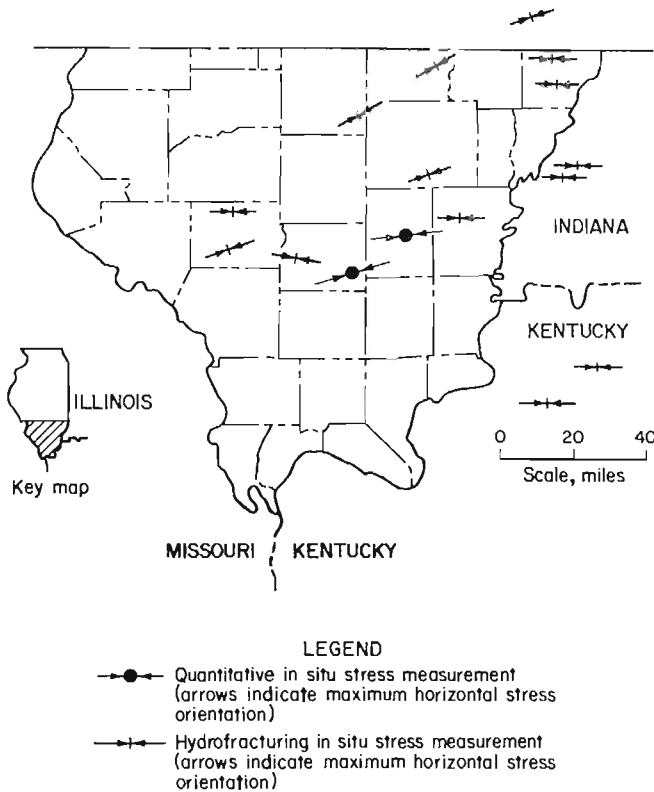 INDIANA
KENTUCKY
ILLINOIS
Key map
0 20 40
Scale, miles
MISSOURI KENTUCKY
LEGEND
Quantitative in situ stress measurement
(arrows indicate maximum horizontal stress
orientation)
Hydrofracturing in situ stress measurement
(arrows indicate maximum horizontal stress
orientation)